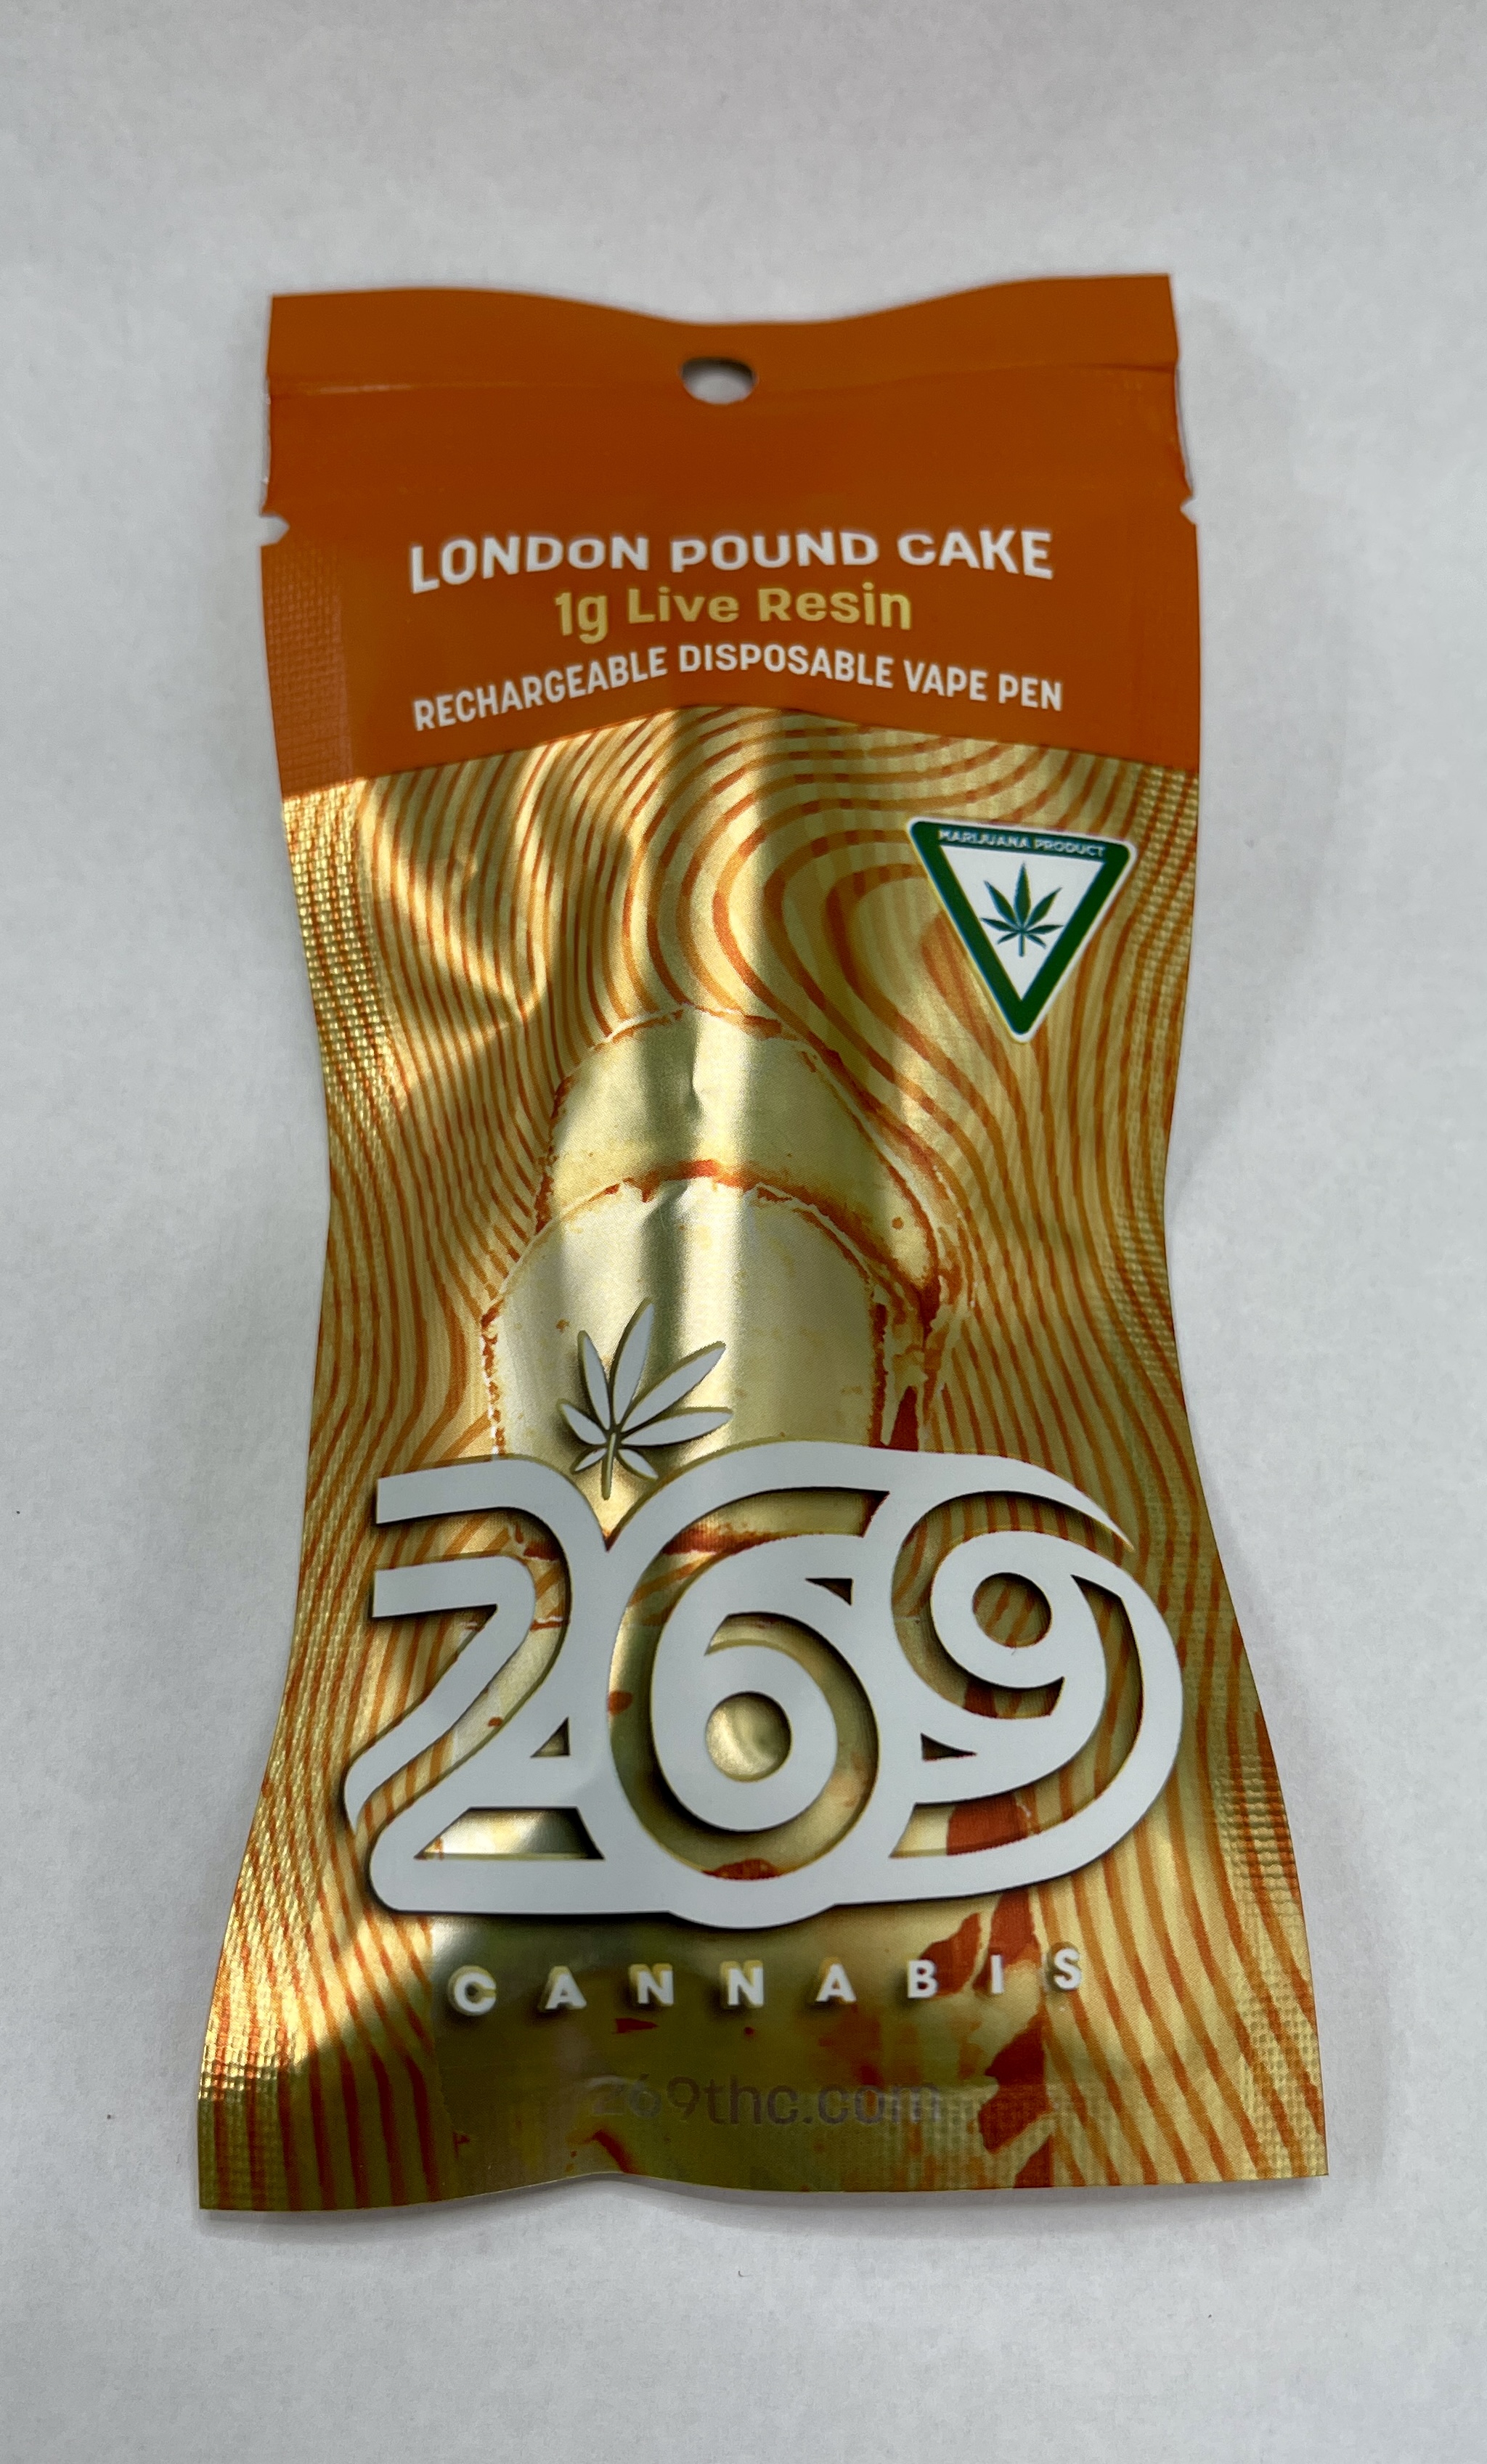 LONDON POUND CAKE
1g Live Resin
RECHARGEABLE DISPOSABLE VAPE PEN
MARIJUANA PRODUCT
269
CANNABIS
269thc.com